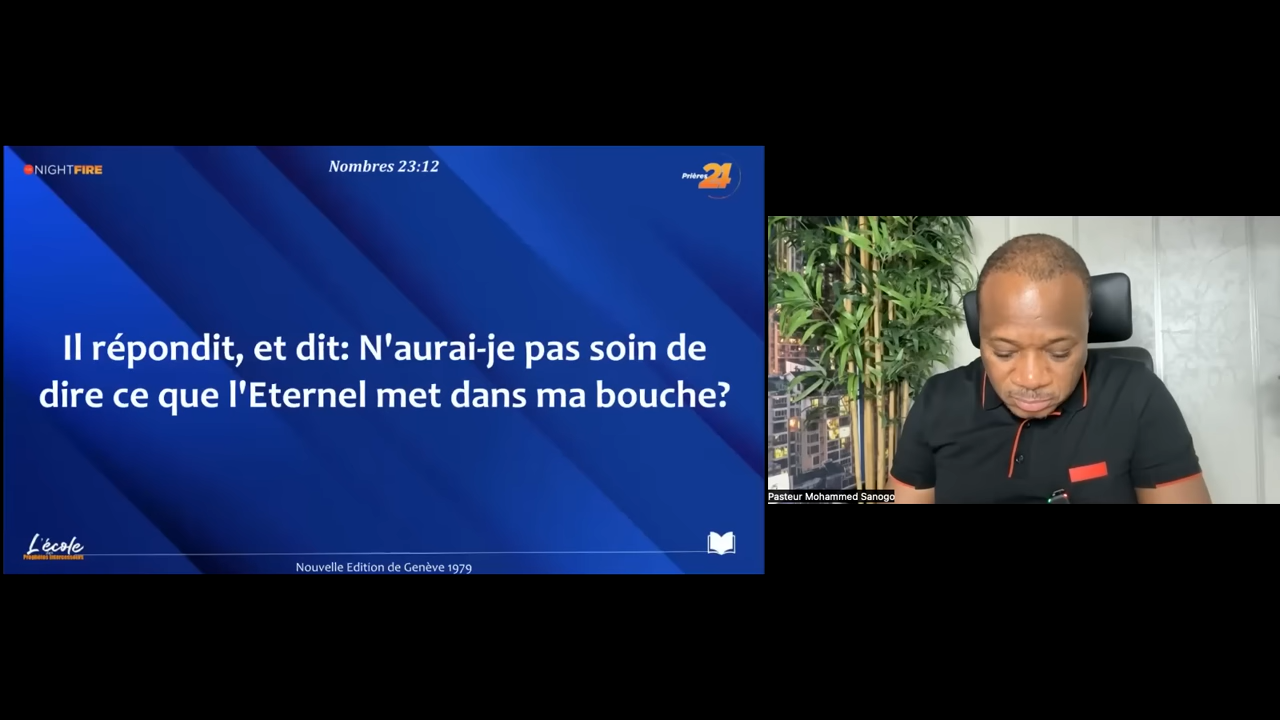 NIGHTFIRE
Nombres 23:12
Prières 24
Il répondit, et dit: N'aurai-je pas soin de
dire ce que l'Eternel met dans ma bouche?
L'école
Nouvelle Edition de Genève 1979
Pasteur Mohammed Sanogo